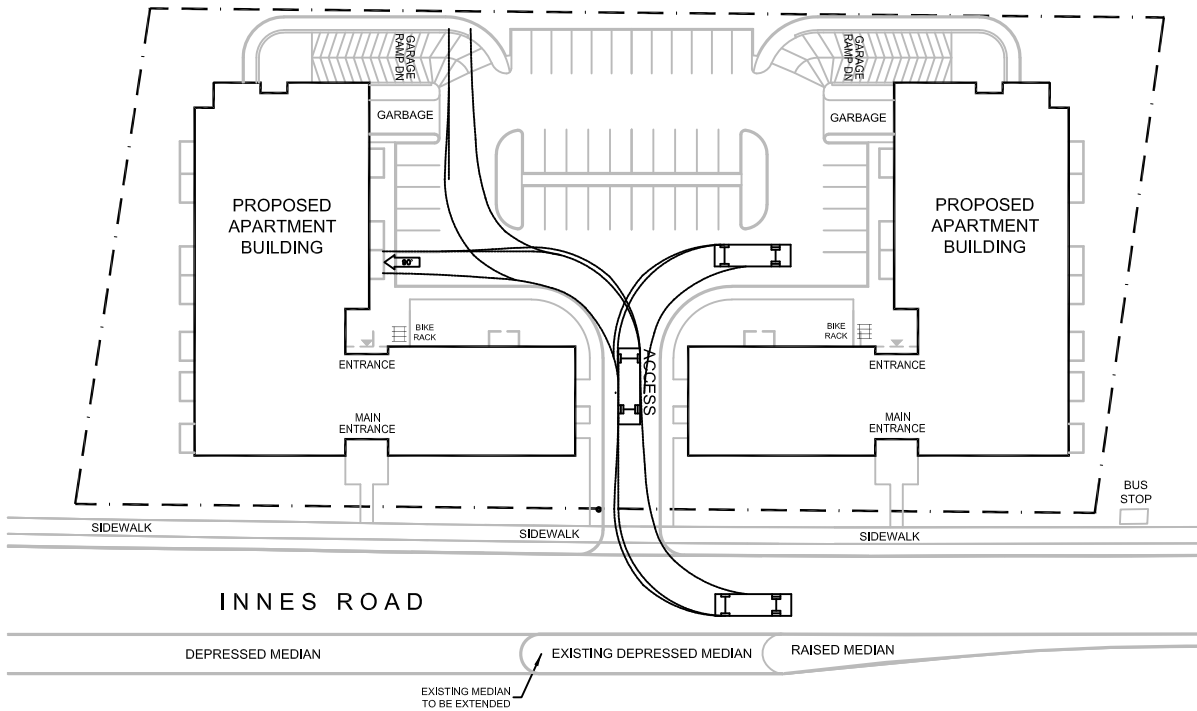 GARAGE
RAMP DN
GARAGE
RAMP DN
GARBAGE
GARBAGE
PROPOSED
APARTMENT
BUILDING
PROPOSED
APARTMENT
BUILDING
90°
BIKE
RACK
BIKE
RACK
ENTRANCE
ACCESS
ENTRANCE
MAIN
ENTRANCE
MAIN
ENTRANCE
BUS
STOP
SIDEWALK
SIDEWALK
SIDEWALK
INNES ROAD
DEPRESSED MEDIAN
EXISTING DEPRESSED MEDIAN
RAISED MEDIAN
EXISTING MEDIAN
TO BE EXTENDED